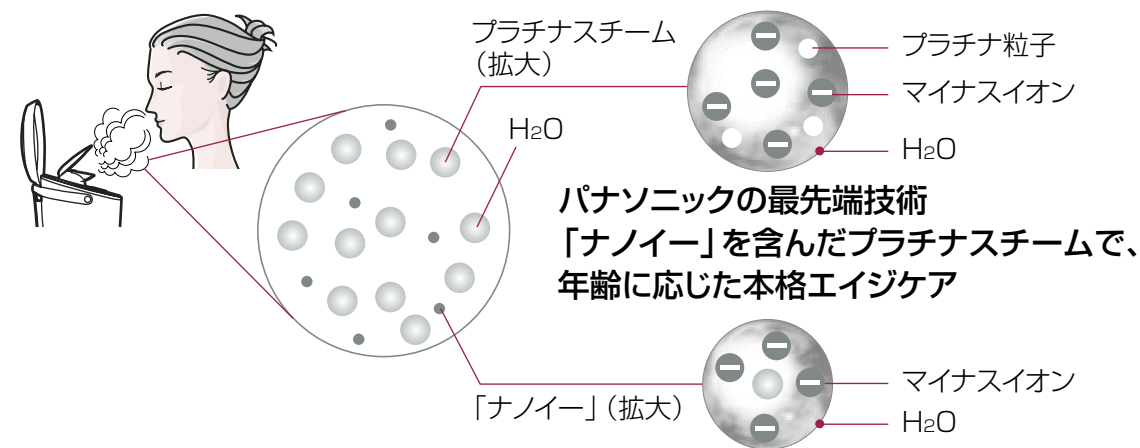 プラチナスチーム
（拡大）
H₂O
プラチナ粒子
マイナスイオン
H₂O
パナソニックの最先端技術
「ナノイー」を含んだプラチナスチームで、
年齢に応じた本格エイジケア
「ナノイー」（拡大）
マイナスイオン
H₂O